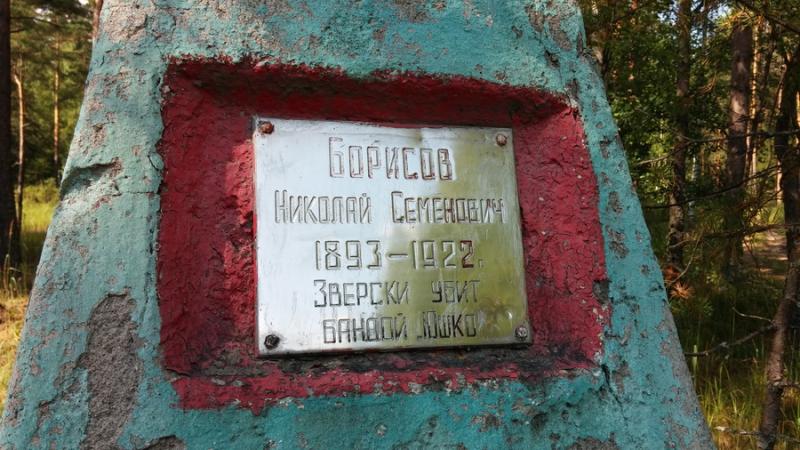 Борисов
Николай Семенович
1893–1922г.
Зверски убит
бандой „Юшко"